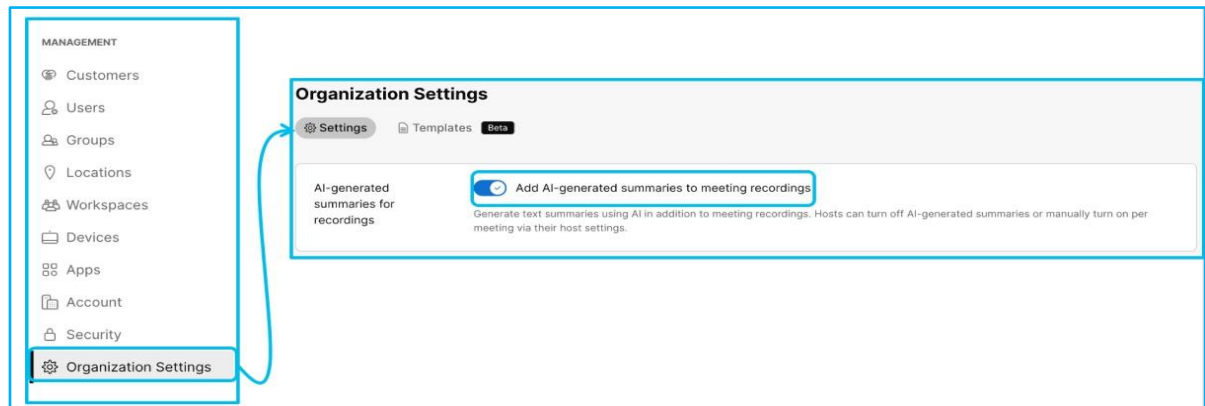 MANAGEMENT
Customers
Users
Groups
Locations
Workspaces
Devices
Apps
Account
Security
Organization Settings
Organization Settings
Settings
Templates Beta
AI-generated
summaries for
recordings
Add AI-generated summaries to meeting recordings
Generate text summaries using AI in addition to meeting recordings. Hosts can turn off AI-generated summaries or manually turn on per
meeting via their host settings.